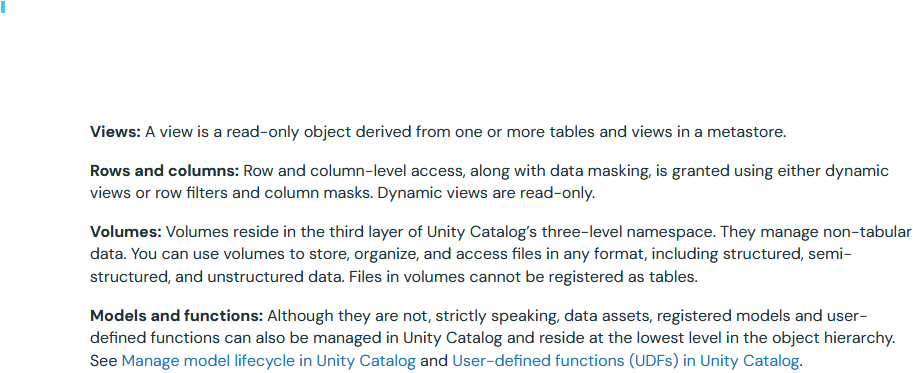 Views: A view is a read-only object derived from one or more tables and views in a metastore.
Rows and columns: Row and column-level access, along with data masking, is granted using either dynamic
views or row filters and column masks. Dynamic views are read-only.
Volumes: Volumes reside in the third layer of Unity Catalog’s three-level namespace. They manage non-tabular
data. You can use volumes to store, organize, and access files in any format, including structured, semi-
structured, and unstructured data. Files in volumes cannot be registered as tables.
Models and functions: Although they are not, strictly speaking, data assets, registered models and user-
defined functions can also be managed in Unity Catalog and reside at the lowest level in the object hierarchy.
See Manage model lifecycle in Unity Catalog and User-defined functions (UDFs) in Unity Catalog.